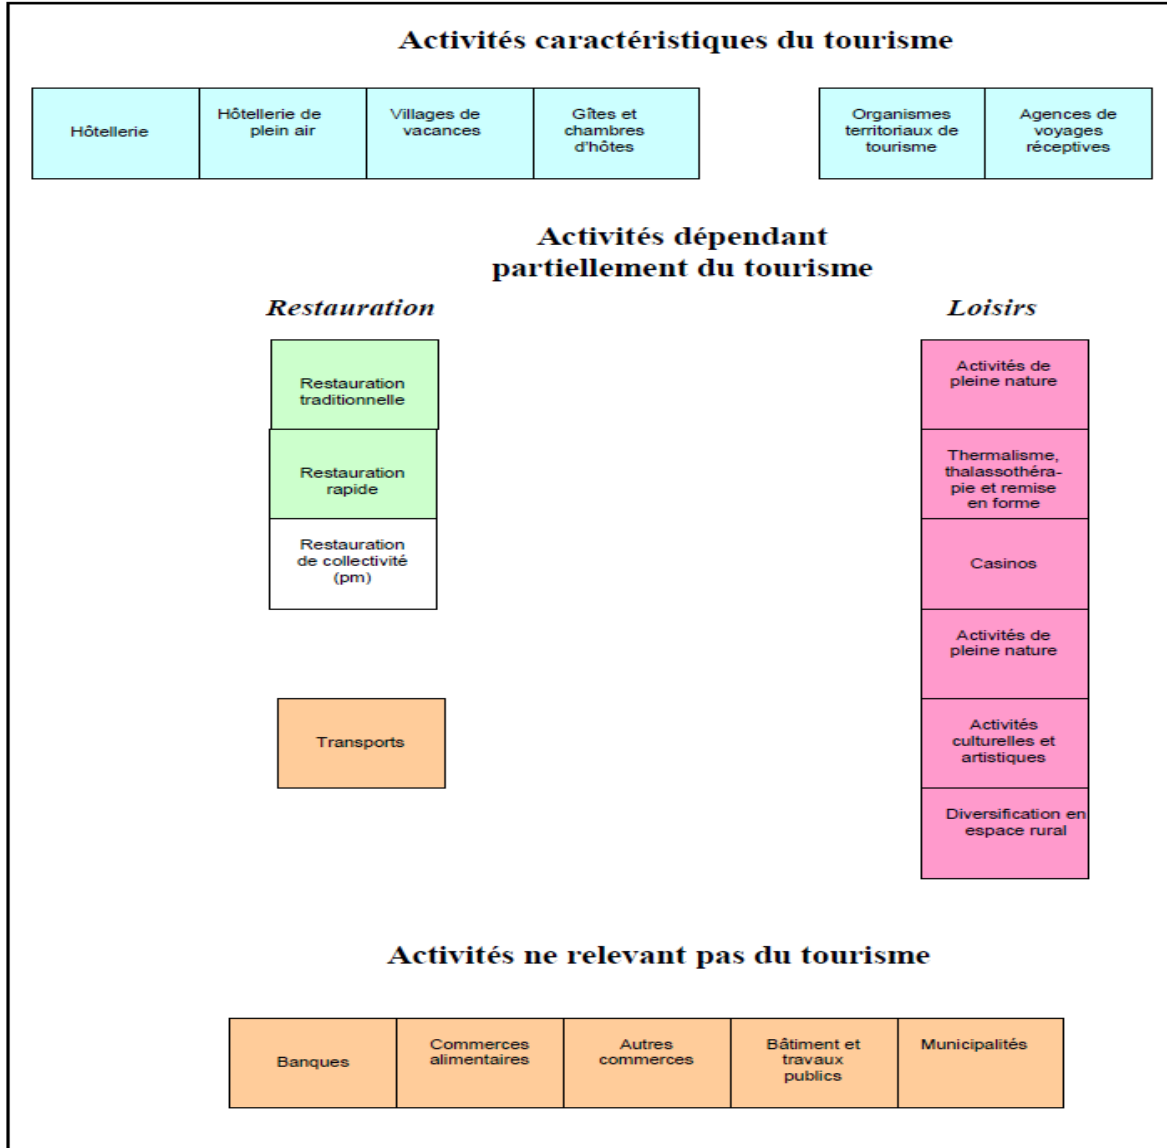 Activités caractéristiques du tourisme
Hôtellerie
Hôtellerie de
plein air
Villages de
vacances
Gîtes et
chambres
d'hôtes
Organismes
territoriaux de
tourisme
Agences de
voyages
réceptives
Activités dépendant
partiellement du tourisme
Restauration
Restauration
traditionnelle
Restauration
rapide
Restauration
de collectivité
(pm)
Transports
Loisirs
Activités de
pleine nature
Thermalisme,
thalassothéra-
pie et remise
en forme
Casinos
Activités de
pleine nature
Activités
culturelles et
artistiques
Diversification en
espace rural
Activités ne relevant pas du tourisme
Banques
Commerces
alimentaires
Autres
commerces
Bâtiment et
travaux
publics
Municipalités